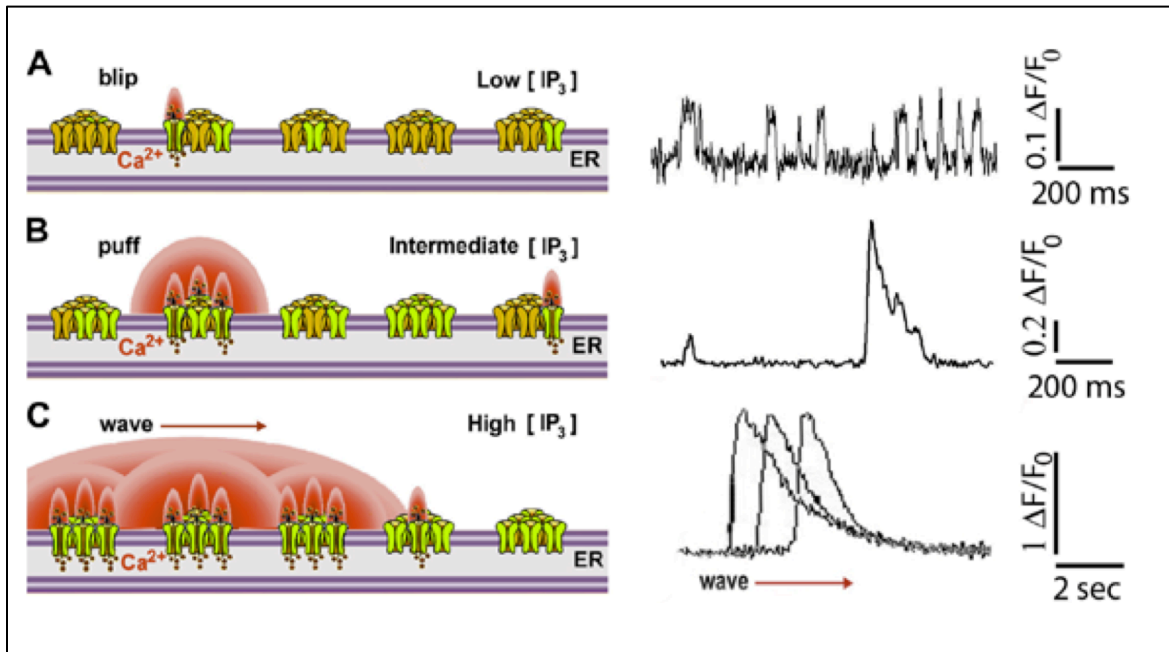 A
blip
Low [ IP₃ ]
Ca²⁺
ER
0.1 ΔF/F₀
200 ms
B
puff
Intermediate [ IP₃ ]
Ca²⁺
ER
0.2 ΔF/F₀
200 ms
C
wave
High [ IP₃ ]
Ca²⁺
ER
wave
1 ΔF/F₀
2 sec